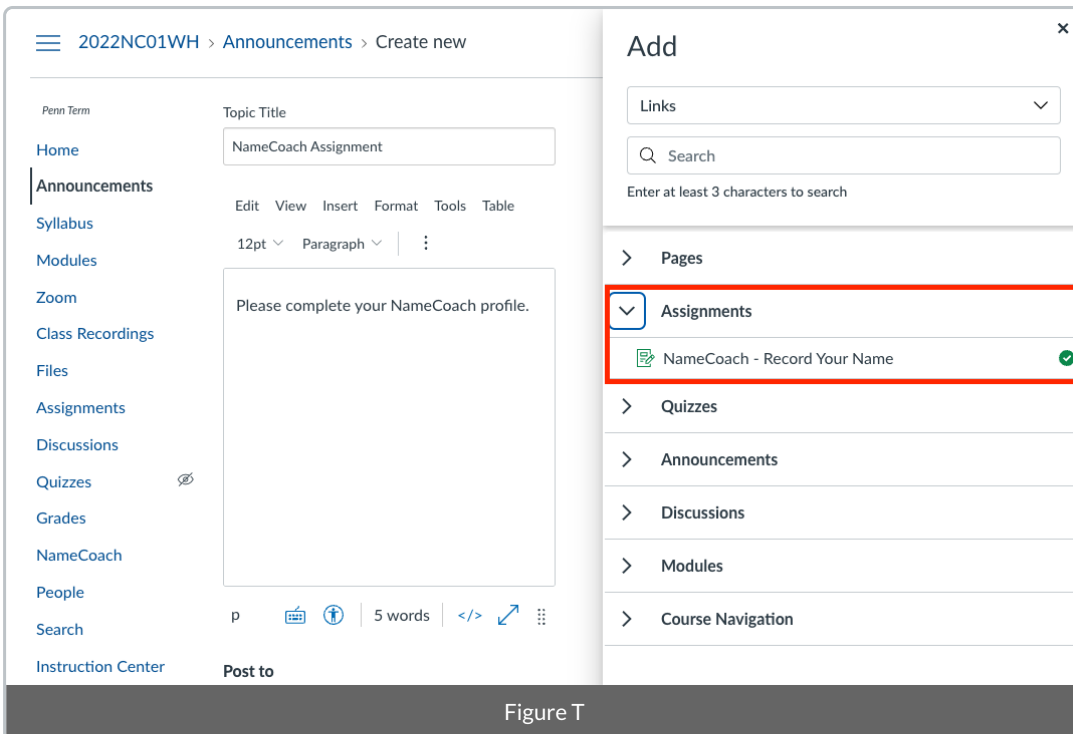 2022NC01WH > Announcements > Create new
Penn Term
Home
Announcements
Syllabus
Modules
Zoom
Class Recordings
Files
Assignments
Discussions
Quizzes
Grades
NameCoach
People
Search
Instruction Center
Topic Title
NameCoach Assignment
Edit View Insert Format Tools Table
12pt Paragraph
Please complete your NameCoach profile.
p 5 words </>
Post to
Add
Links
Search
Enter at least 3 characters to search
Pages
Assignments
NameCoach - Record Your Name
Quizzes
Announcements
Discussions
Modules
Course Navigation
Figure T